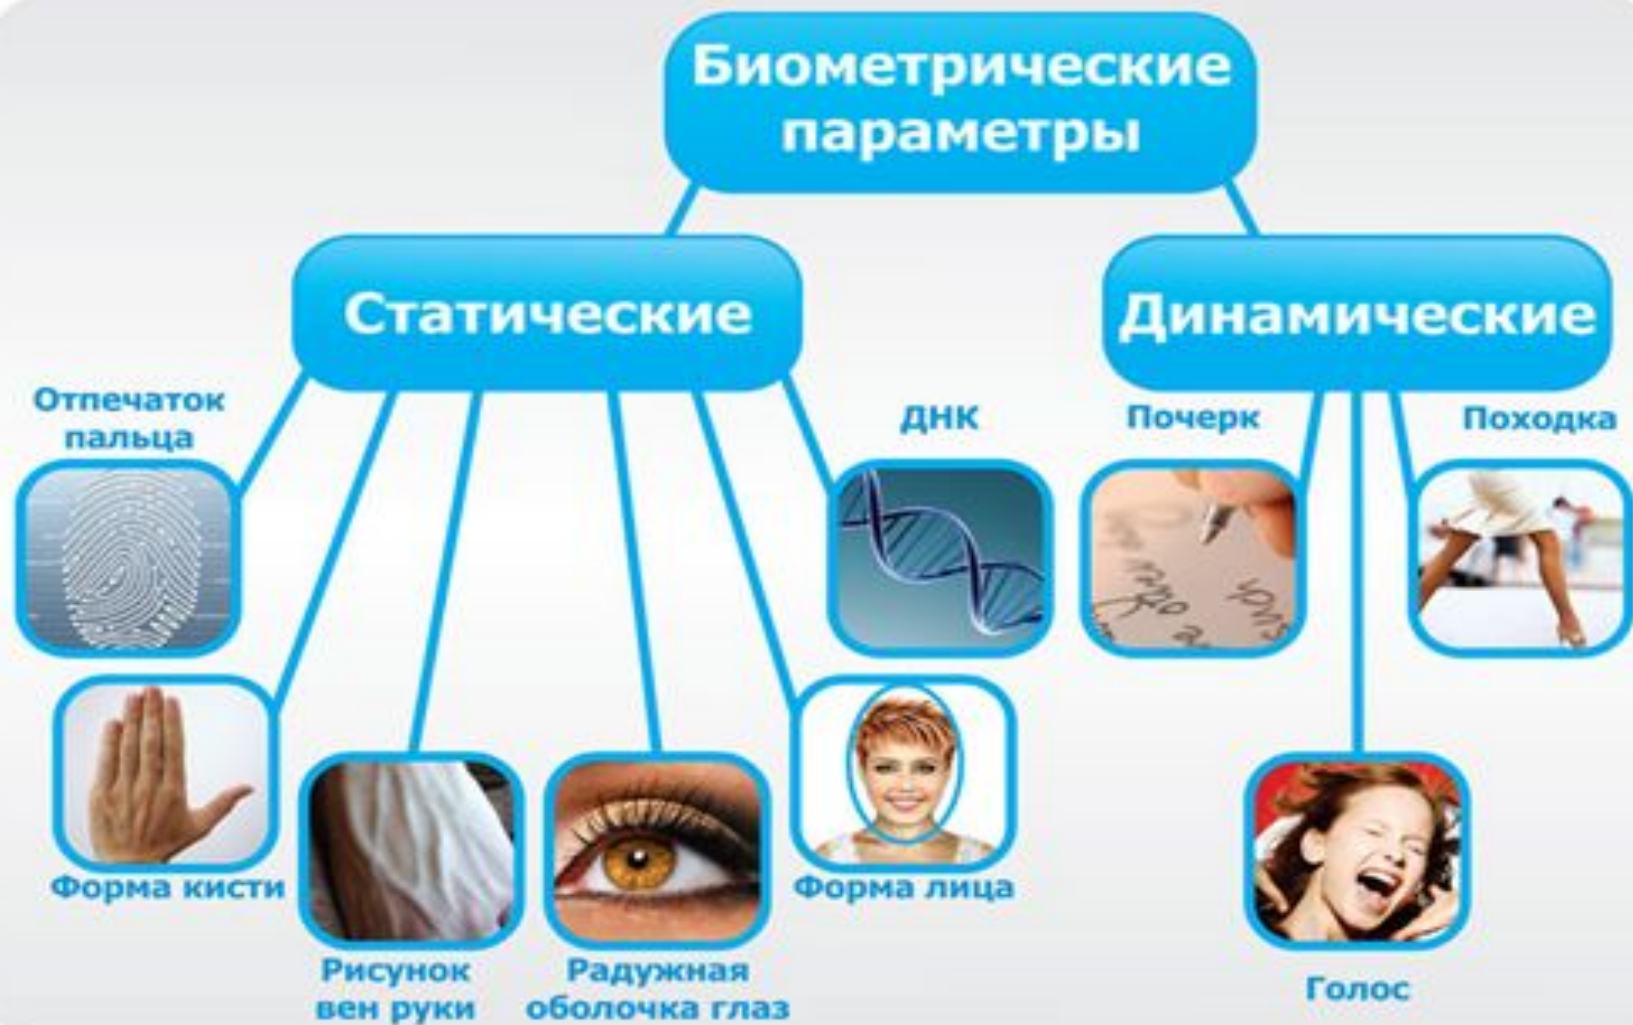 Биометрические
параметры
Статические
Динамические
Отпечаток
пальца
ДНК
Почерк
Походка
Форма кисти
Форма лица
Рисунок
вен руки
Радужная
оболочка глаз
Голос